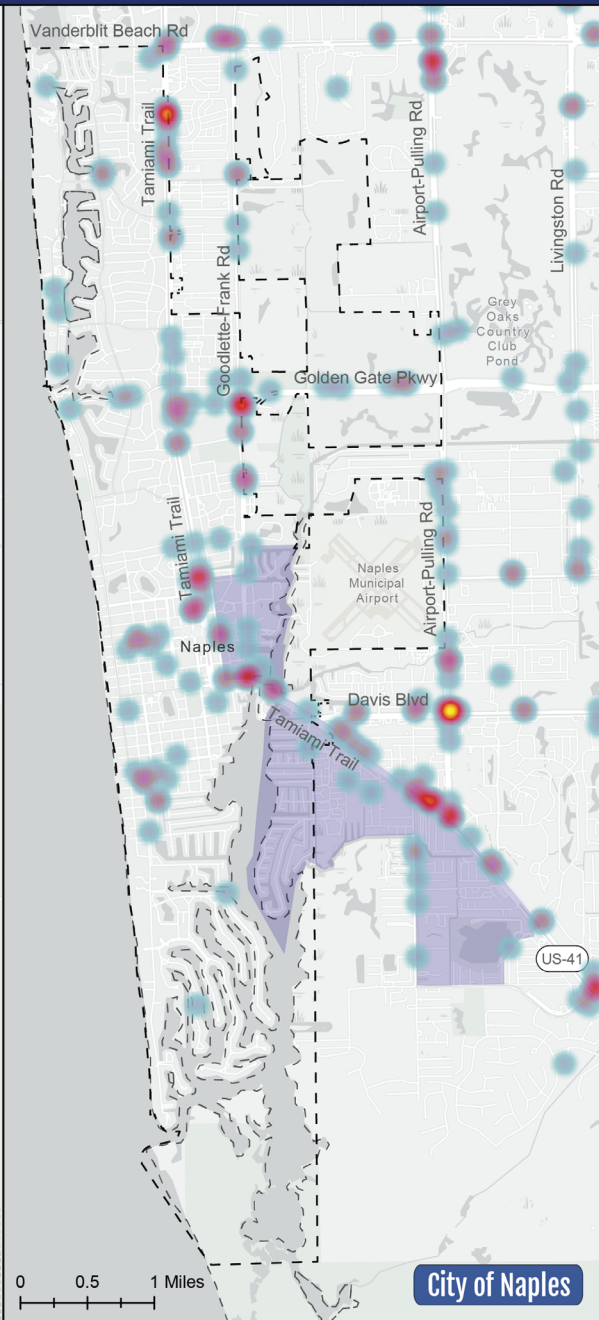 Vanderblit Beach Rd
Tamiami Trail
Airport-Pulling Rd
Livingston Rd
Goodlette-Frank Rd
Grey
Oaks
Country
Club
Pond
Golden Gate Pkwy
Tamiami Trail
Airport-Pulling Rd
Naples
Municipal
Airport
Naples
Davis Blvd
Tamiami Trail
US-41
0 0.5 1 Miles
City of Naples